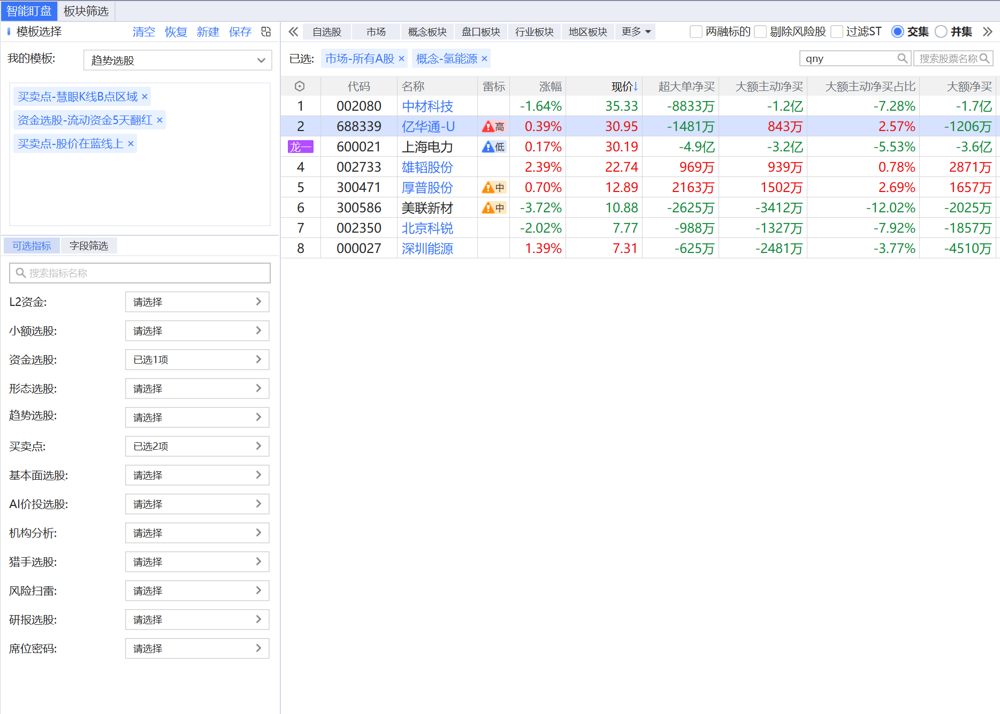 智能盯盘 板块筛选
模板选择 清空 恢复 新建 保存
我的模板: 趋势选股
买卖点-慧眼K线B点区域 ×
资金选股-流动资金5天翻红 ×
买卖点-股价在蓝线上 ×
可选指标 字段筛选
搜索指标名称
L2资金: 请选择
小额选股: 请选择
资金选股: 已选1项
形态选股: 请选择
趋势选股: 请选择
买卖点: 已选2项
基本面选股: 请选择
AI价投选股: 请选择
机构分析: 请选择
猎手选股: 请选择
风险扫雷: 请选择
研报选股: 请选择
席位密码: 请选择
自选股 市场 概念板块 盘口板块 行业板块 地区板块 更多 两融标的 剔除风险股 过滤ST 交集 并集
已选: 市场-所有A股 × 概念-氢能源 × qny 搜索股票名称
代码 名称 雷标 涨幅 现价↓ 超大单净买 大额主动净买 大额主动净买占比 大额净买
1 002080 中材科技 -1.64% 35.33 -8833万 -1.2亿 -7.28% -1.7亿
2 688339 亿华通-U 高 0.39% 30.95 -1481万 843万 2.57% -1206万
龙一 600021 上海电力 低 0.17% 30.19 -4.9亿 -3.2亿 -5.53% -3.6亿
4 002733 雄韬股份 2.39% 22.74 969万 939万 0.78% 2871万
5 300471 厚普股份 中 0.70% 12.89 2163万 1502万 2.69% 1657万
6 300586 美联新材 中 -3.72% 10.88 -2625万 -3412万 -12.02% -2025万
7 002350 北京科锐 -2.02% 7.77 -988万 -1327万 -7.92% -1857万
8 000027 深圳能源 1.39% 7.31 -625万 -2481万 -3.77% -4510万